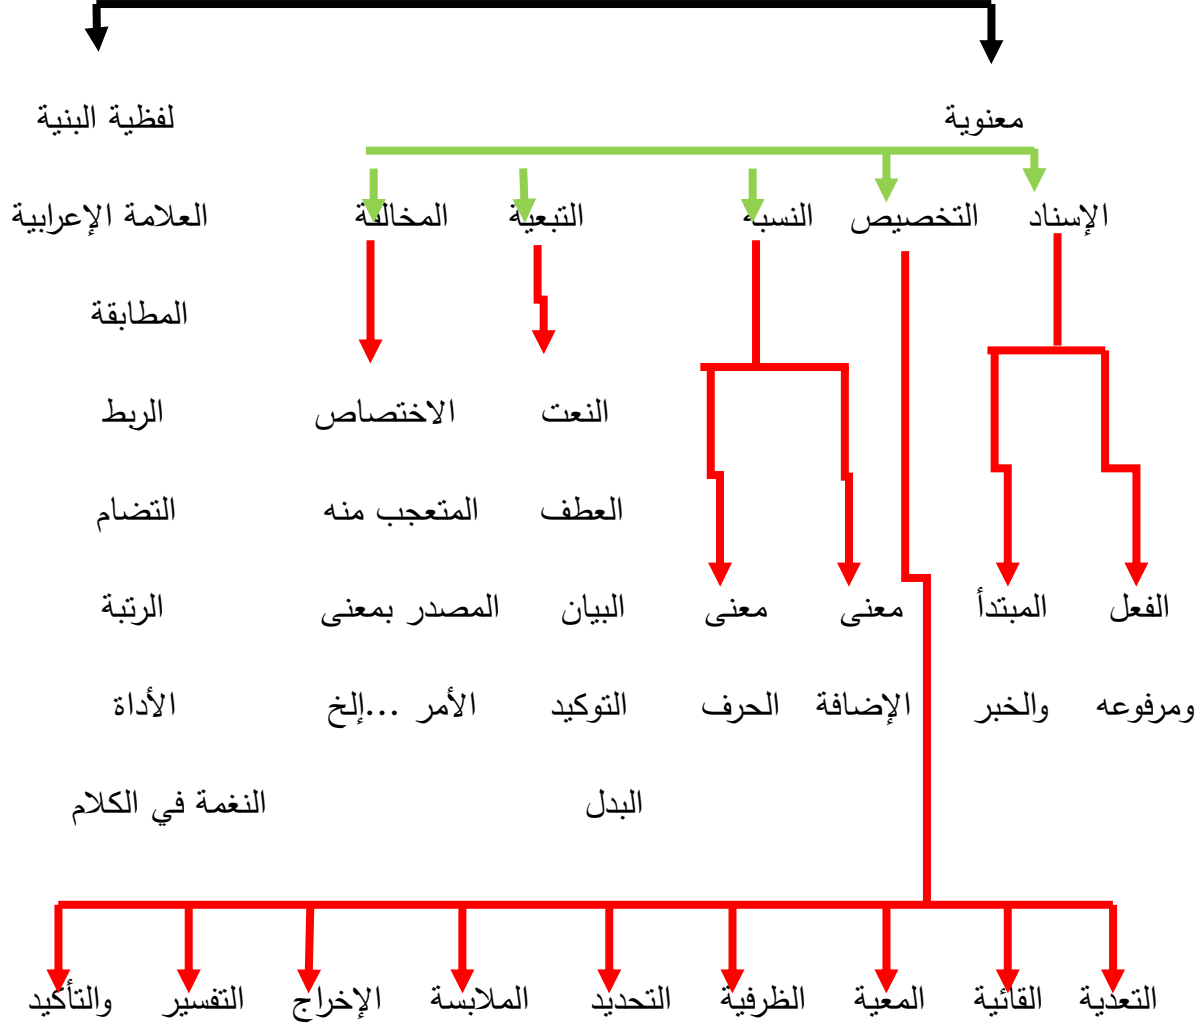 معنوية لفظية البنية
الإسناد التخصيص النسبة التبعية المخالفة العلامة الإعرابية
المطابقة
النعت الاختصاص الربط
العطف المتعجب منه التضام
الفعل المبتدأ معنى معنى البيان المصدر بمعنى الرتبة
ومرفوعه والخبر الإضافة الحرف التوكيد الأمر ...إلخ الأداة
البدل النغمة في الكلام
التعدية القائية المعية الظرفية التحديد الملابسة الإخراج التفسير والتأكيد